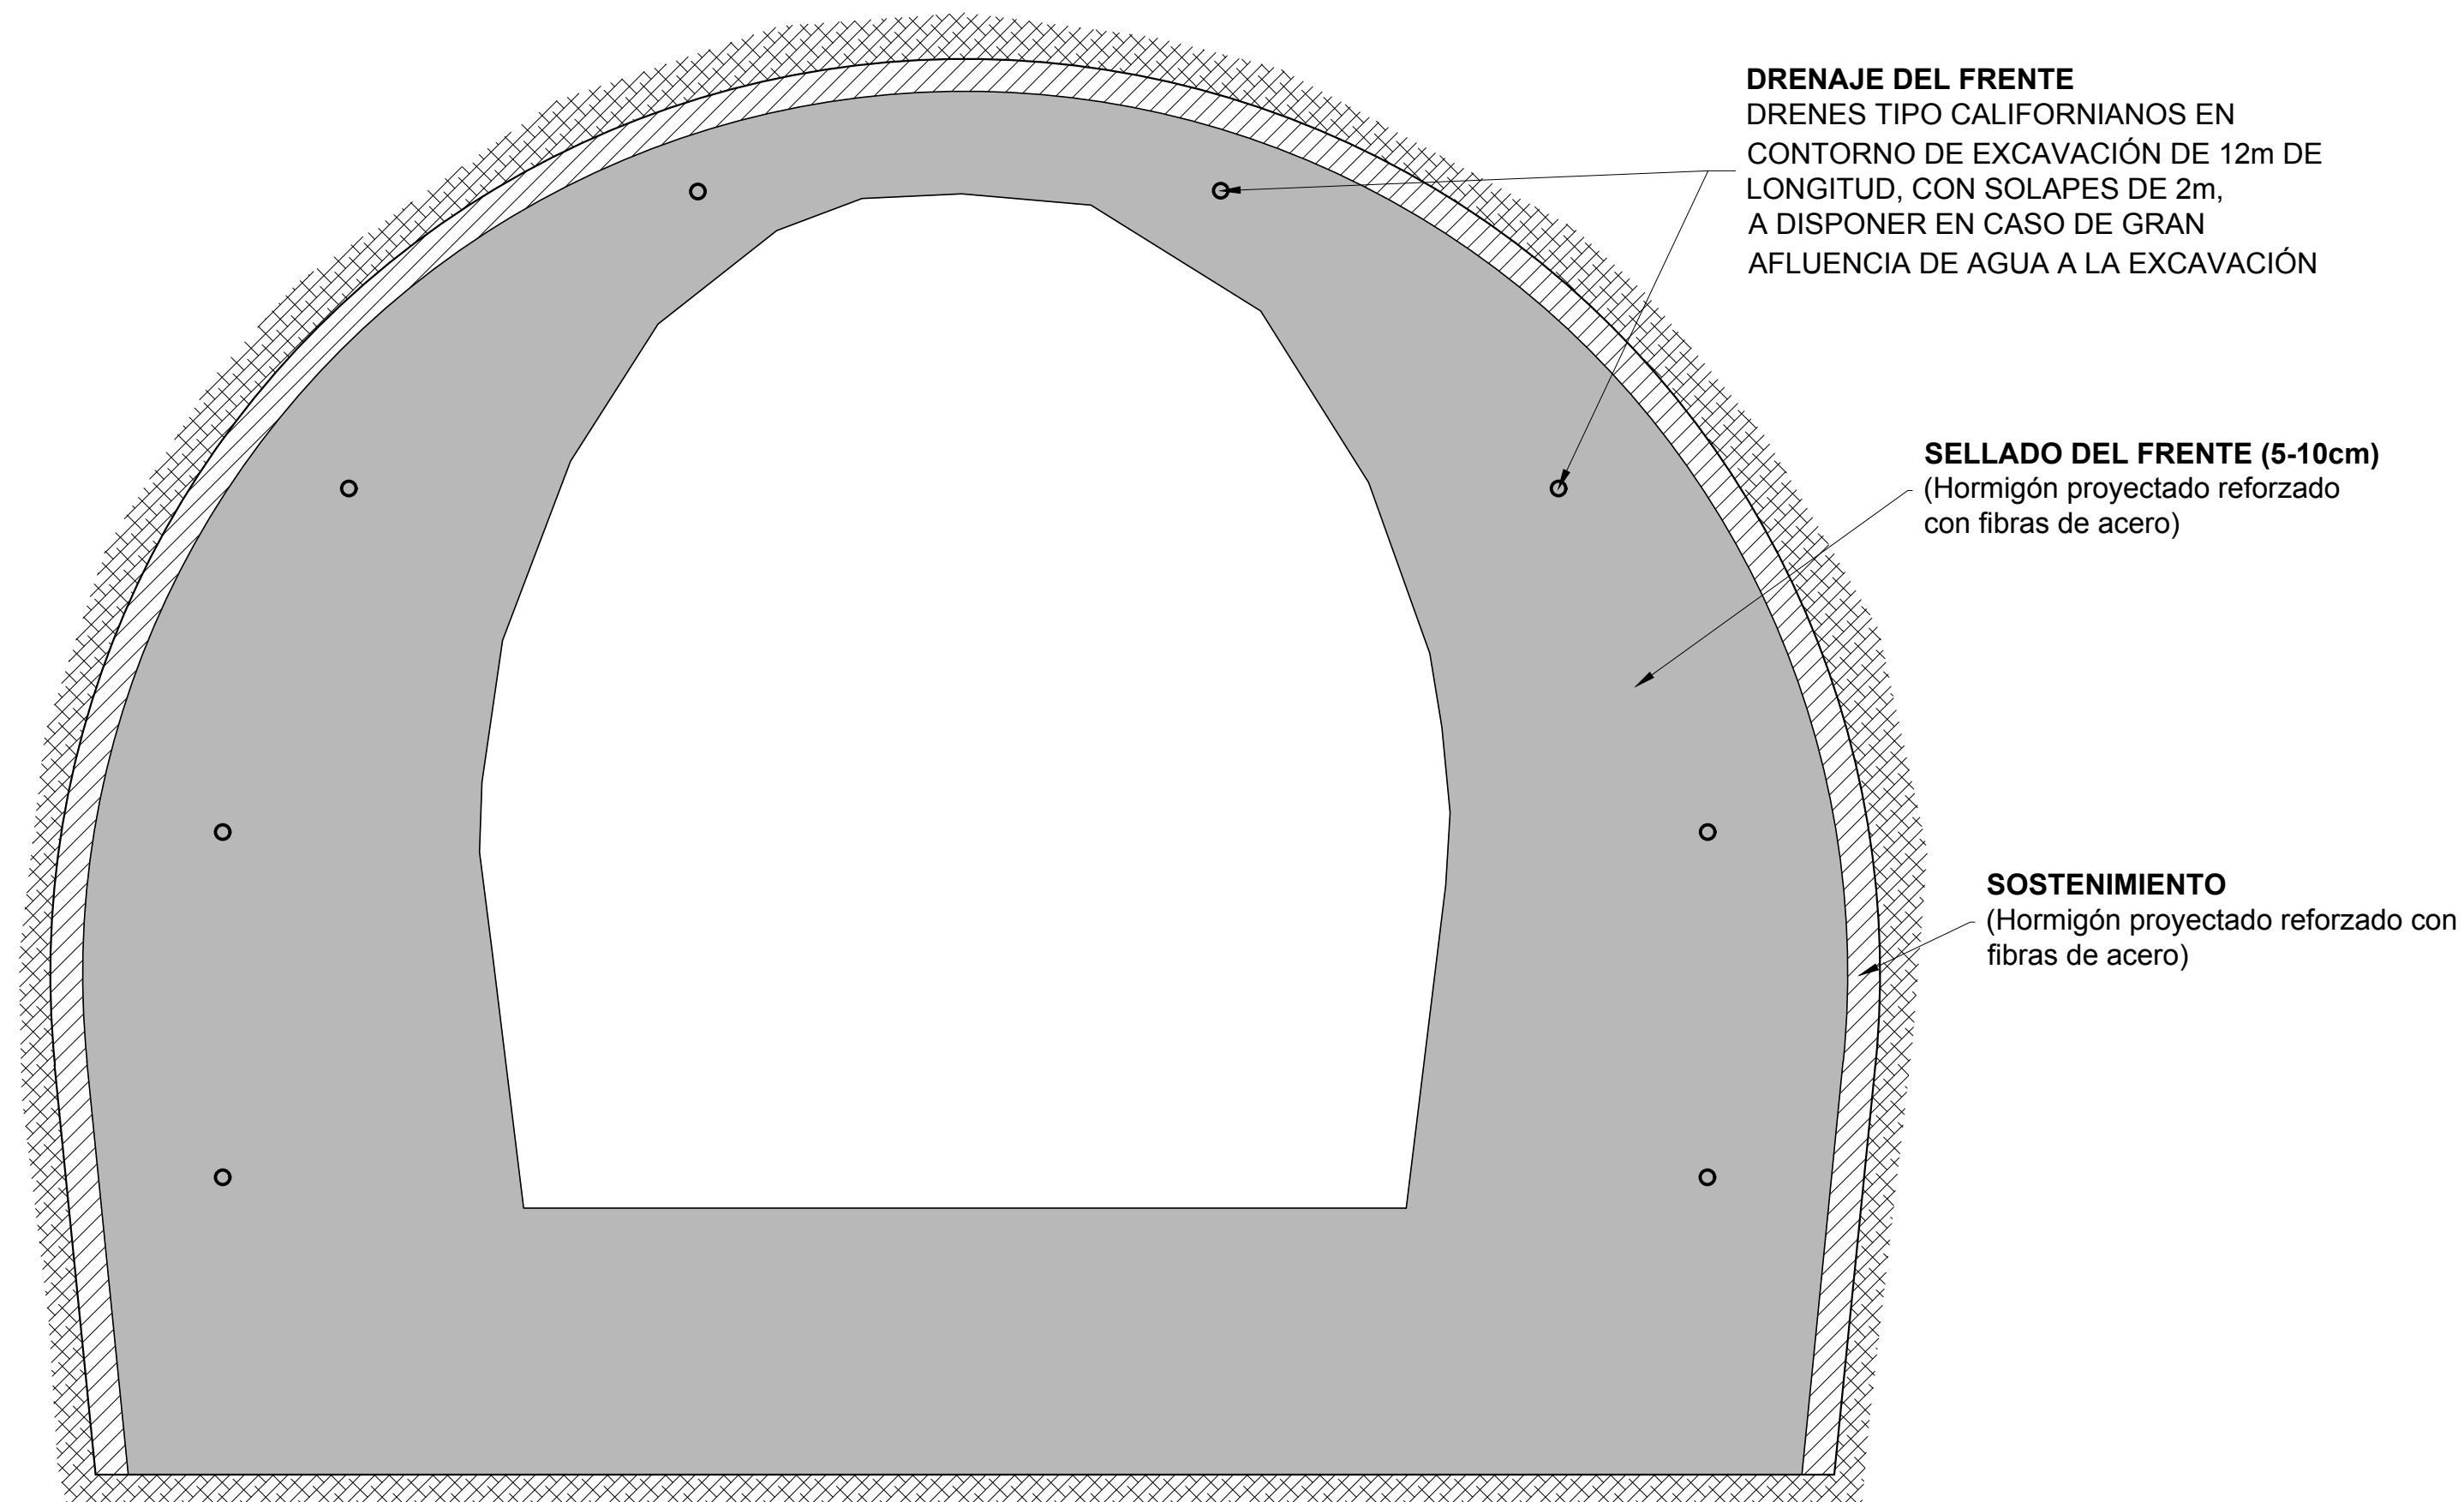 DRENAJE DEL FRENTE
DRENES TIPO CALIFORNIANOS EN
CONTORNO DE EXCAVACIÓN DE 12m DE
LONGITUD, CON SOLAPES DE 2m,
A DISPONER EN CASO DE GRAN
AFLUENCIA DE AGUA A LA EXCAVACIÓN
SELLADO DEL FRENTE (5-10cm)
(Hormigón proyectado reforzado
con fibras de acero)
SOSTENIMIENTO
(Hormigón proyectado reforzado con
fibras de acero)